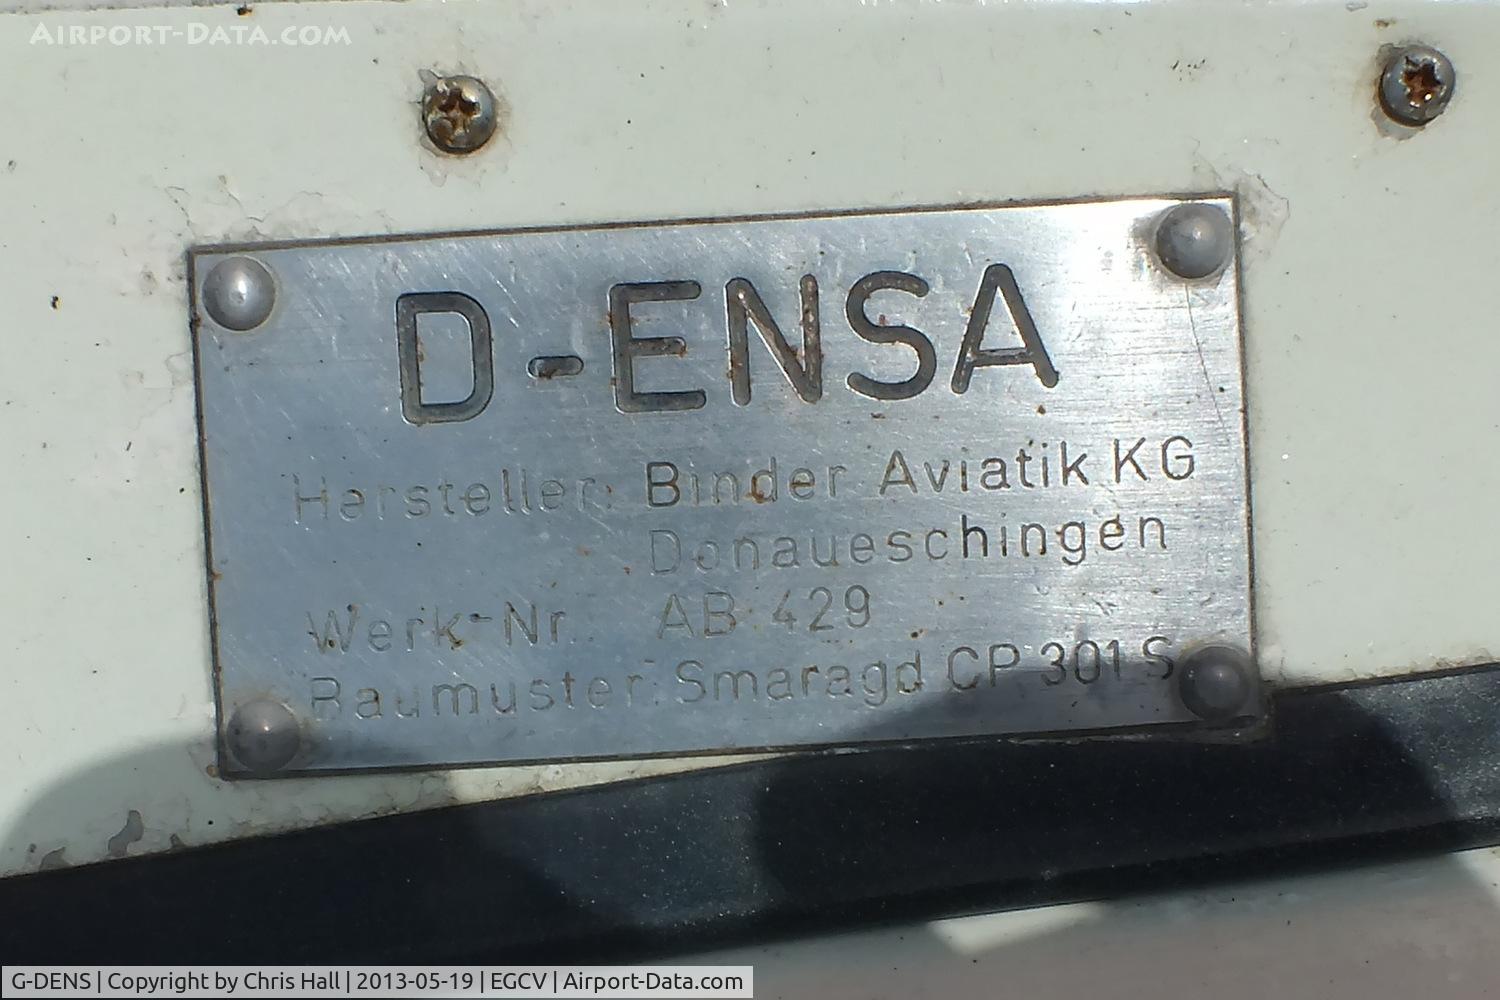 AIRPORT-DATA.COM
D-ENSA
Hersteller: Binder Aviatik KG
Donaueschingen
Werk-Nr.: AB 429
Baumuster: Smaragd CP 301 S
G-DENS | Copyright by Chris Hall | 2013-05-19 | EGCV | Airport-Data.com